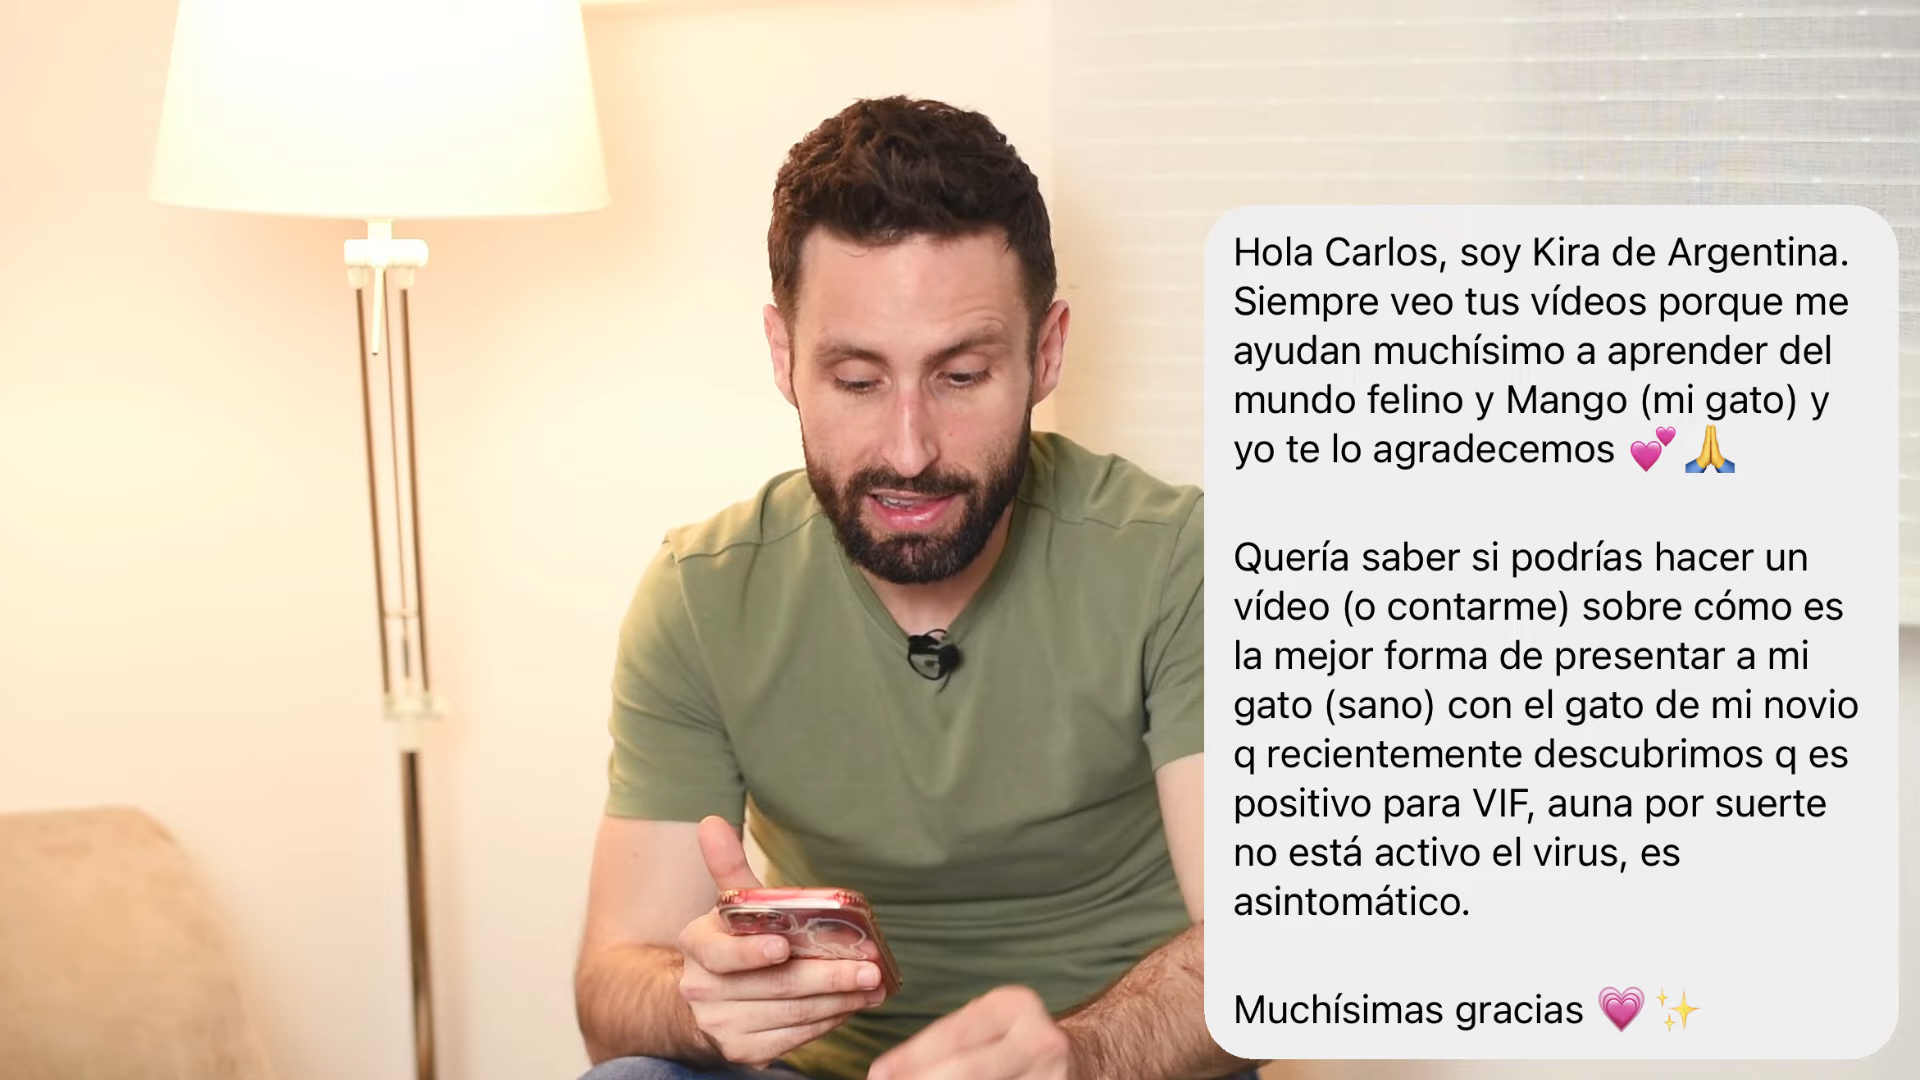 Hola Carlos, soy Kira de Argentina.
Siempre veo tus vídeos porque me
ayudan muchísimo a aprender del
mundo felino y Mango (mi gato) y
yo te lo agradecemos 💕🙏
Quería saber si podrías hacer un
vídeo (o contarme) sobre cómo es
la mejor forma de presentar a mi
gato (sano) con el gato de mi novio
q recientemente descubrimos q es
positivo para VIF, auna por suerte
no está activo el virus, es
asintomático.
Muchísimas gracias 💗✨